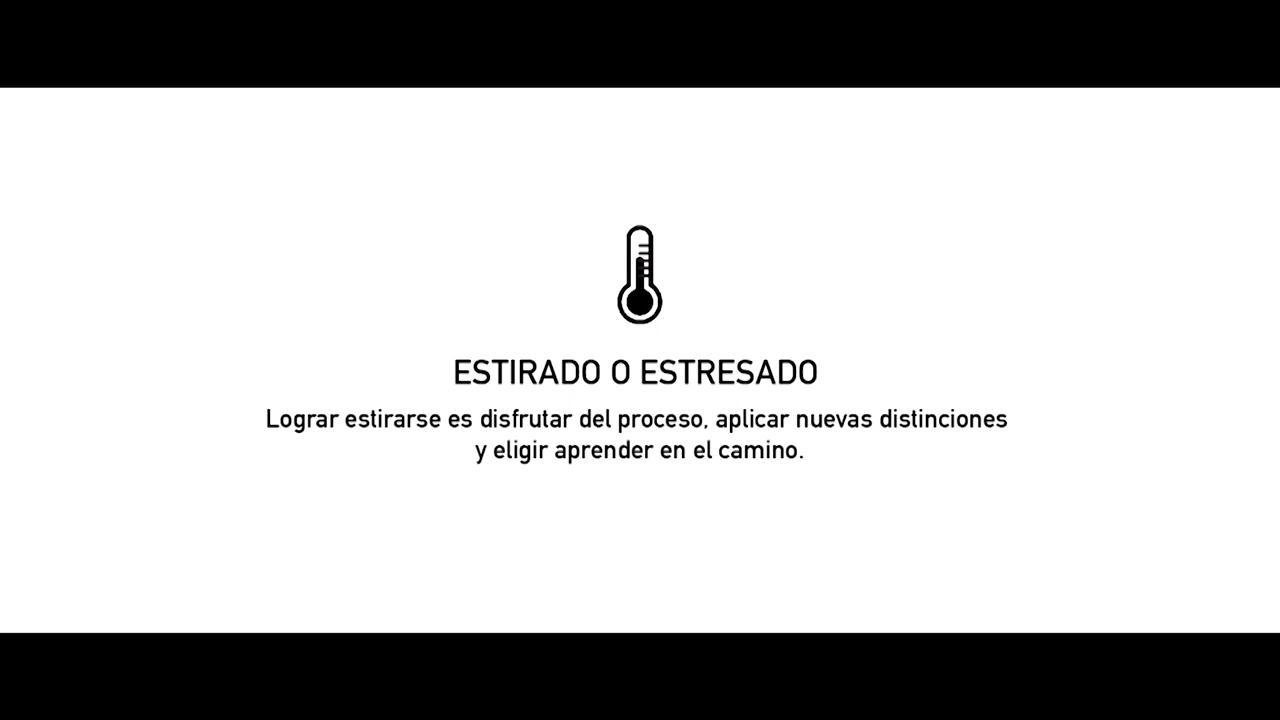 ESTIRADO O ESTRESADO
Lograr estirarse es disfrutar del proceso, aplicar nuevas distinciones
y eligir aprender en el camino.